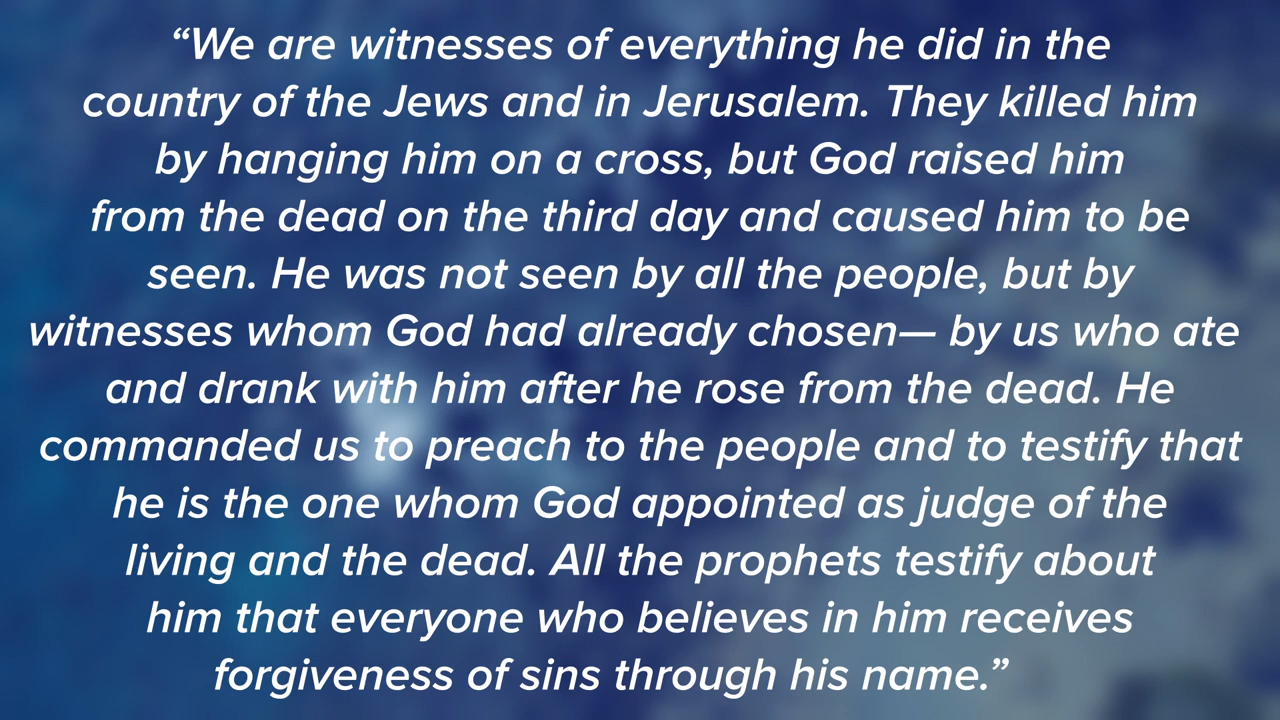 “We are witnesses of everything he did in the
country of the Jews and in Jerusalem. They killed him
by hanging him on a cross, but God raised him
from the dead on the third day and caused him to be
seen. He was not seen by all the people, but by
witnesses whom God had already chosen— by us who ate
and drank with him after he rose from the dead. He
commanded us to preach to the people and to testify that
he is the one whom God appointed as judge of the
living and the dead. All the prophets testify about
him that everyone who believes in him receives
forgiveness of sins through his name.”